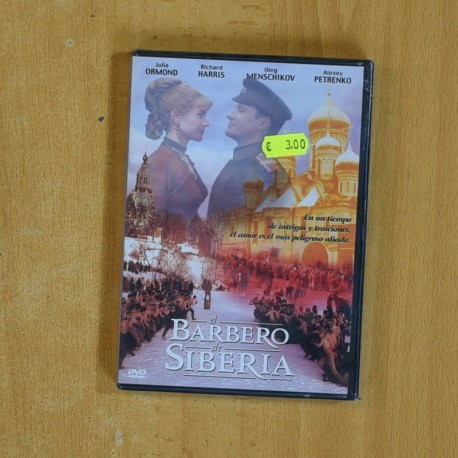 Julia Richard Oleg Alexey
ORMOND HARRIS MENSCHIKOV PETRENKO
€ 3.00
En un tiempo
de intrigas y traiciones,
el amor es el más peligroso aliado.
el
BARBERO
de
SIBERIA
DVD